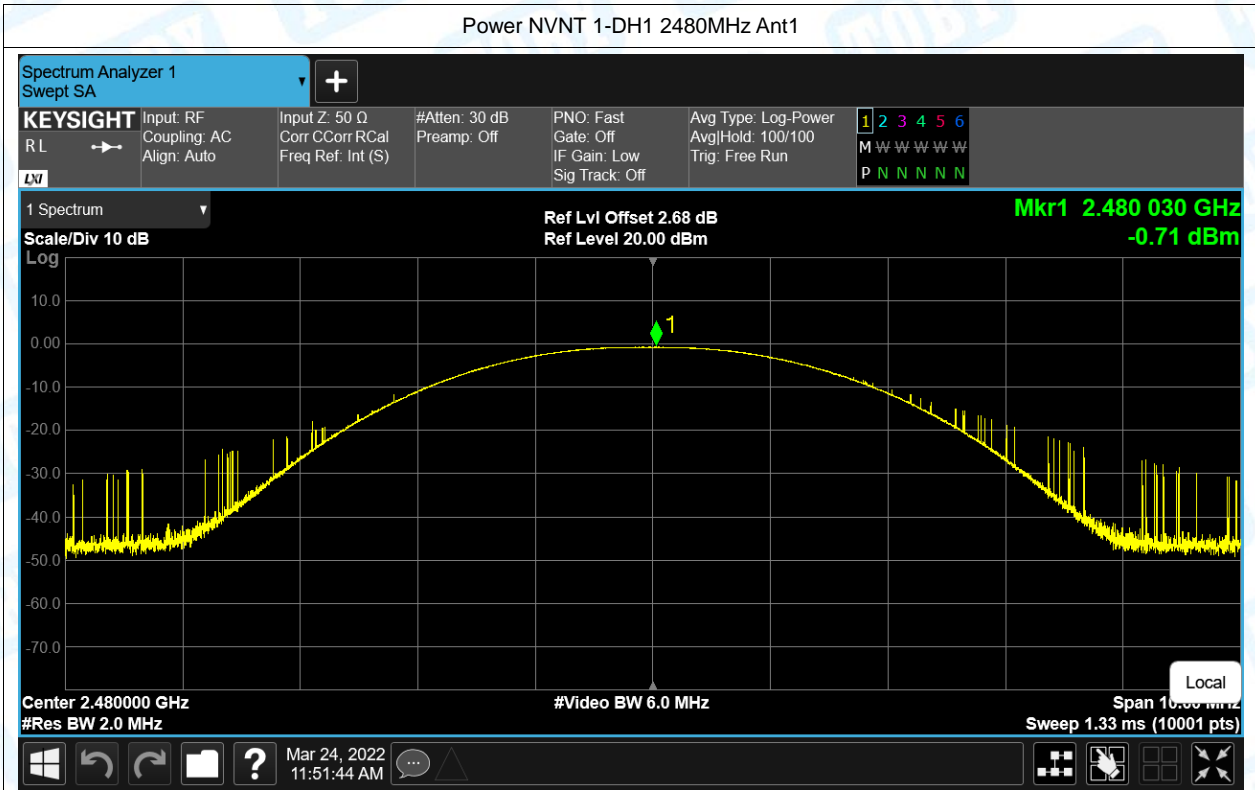 Power NVNT 1-DH1 2480MHz Ant1
Spectrum Analyzer 1
Swept SA
KEYSIGHT
R L
LXI
Input: RF
Coupling: AC
Align: Auto
Input Z: 50 Ω
Corr CCorr RCal
Freq Ref: Int (S)
#Atten: 30 dB
Preamp: Off
PNO: Fast
Gate: Off
IF Gain: Low
Sig Track: Off
Avg Type: Log-Power
Avg|Hold: 100/100
Trig: Free Run
1 2 3 4 5 6
M W W W W W
P N N N N N
1 Spectrum
Scale/Div 10 dB
Ref Lvl Offset 2.68 dB
Ref Level 20.00 dBm
Mkr1 2.480 030 GHz
-0.71 dBm
Log
10.0
0.00
-10.0
-20.0
-30.0
-40.0
-50.0
-60.0
-70.0
1
Local
Center 2.480000 GHz
#Res BW 2.0 MHz
#Video BW 6.0 MHz
Span 10.00 MHz
Sweep 1.33 ms (10001 pts)
?
Mar 24, 2022
11:51:44 AM